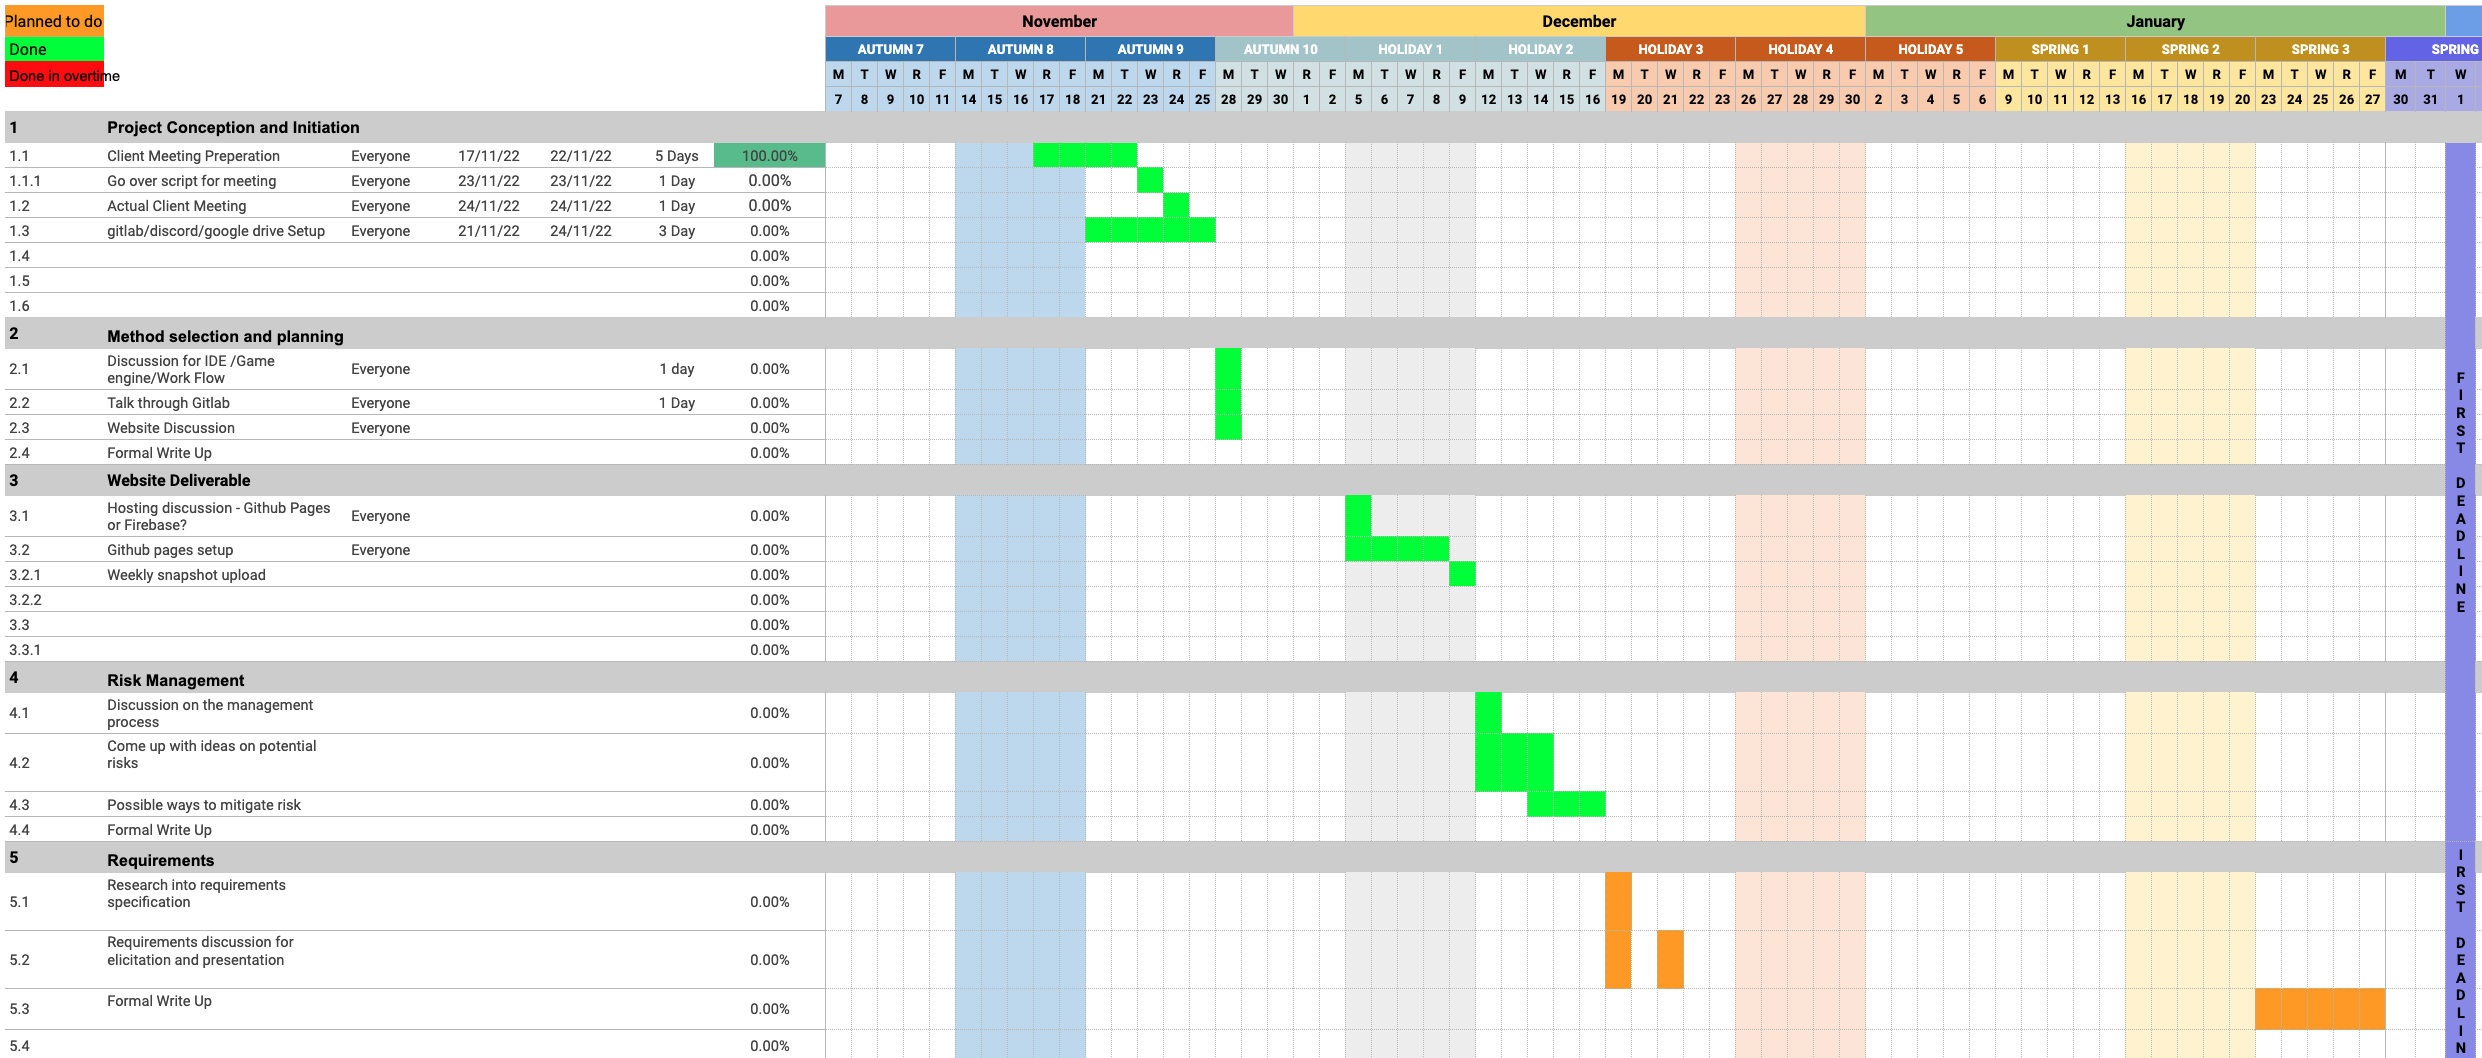 Planned to do
Done
Done in overtime
November December January
AUTUMN 7 AUTUMN 8 AUTUMN 9 AUTUMN 10 HOLIDAY 1 HOLIDAY 2 HOLIDAY 3 HOLIDAY 4 HOLIDAY 5 SPRING 1 SPRING 2 SPRING 3 SPRING
M T W R F M T W R F M T W R F M T W R F M T W R F M T W R F M T W R F M T W R F M T W R F M T W R F M T W R F M T W R F M T W
7 8 9 10 11 14 15 16 17 18 21 22 23 24 25 28 29 30 1 2 5 6 7 8 9 12 13 14 15 16 19 20 21 22 23 26 27 28 29 30 2 3 4 5 6 9 10 11 12 13 16 17 18 19 20 23 24 25 26 27 30 31 1
1 Project Conception and Initiation
1.1 Client Meeting Preperation Everyone 17/11/22 22/11/22 5 Days 100.00%
1.1.1 Go over script for meeting Everyone 23/11/22 23/11/22 1 Day 0.00%
1.2 Actual Client Meeting Everyone 24/11/22 24/11/22 1 Day 0.00%
1.3 gitlab/discord/google drive Setup Everyone 21/11/22 24/11/22 3 Day 0.00%
1.4 0.00%
1.5 0.00%
1.6 0.00%
2 Method selection and planning
2.1 Discussion for IDE /Game
engine/Work Flow Everyone 1 day 0.00%
2.2 Talk through Gitlab Everyone 1 Day 0.00%
2.3 Website Discussion Everyone 0.00%
2.4 Formal Write Up 0.00%
3 Website Deliverable
3.1 Hosting discussion - Github Pages
or Firebase? Everyone 0.00%
3.2 Github pages setup Everyone 0.00%
3.2.1 Weekly snapshot upload 0.00%
3.2.2 0.00%
3.3 0.00%
3.3.1 0.00%
4 Risk Management
4.1 Discussion on the management
process 0.00%
4.2 Come up with ideas on potential
risks 0.00%
4.3 Possible ways to mitigate risk 0.00%
4.4 Formal Write Up 0.00%
5 Requirements
5.1 Research into requirements
specification 0.00%
5.2 Requirements discussion for
elicitation and presentation 0.00%
5.3 Formal Write Up 0.00%
5.4 0.00%
FIRST DEADLINE
IRST DEADLIN